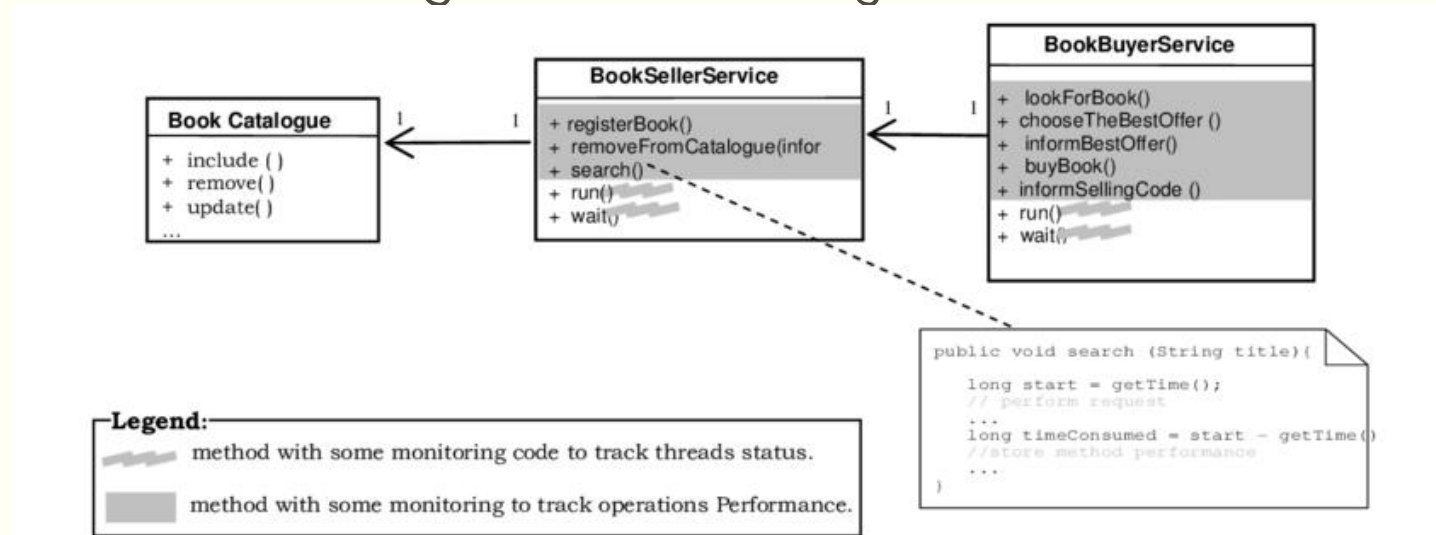 Book Catalogue
+ include ( )
+ remove( )
+ update( )
...
1
1
BookSellerService
+ registerBook()
+ removeFromCatalogue(infor
+ search()
+ run()
+ wait()
1
1
BookBuyerService
+ lookForBook()
+ chooseTheBestOffer ()
+ informBestOffer()
+ buyBook()
+ informSellingCode ()
+ run()
+ wait()
public void search (String title){
long start = getTime();
// perform request
...
long timeConsumed = start - getTime()
//store method performance
...
}
Legend:
method with some monitoring code to track threads status.
method with some monitoring to track operations Performance.